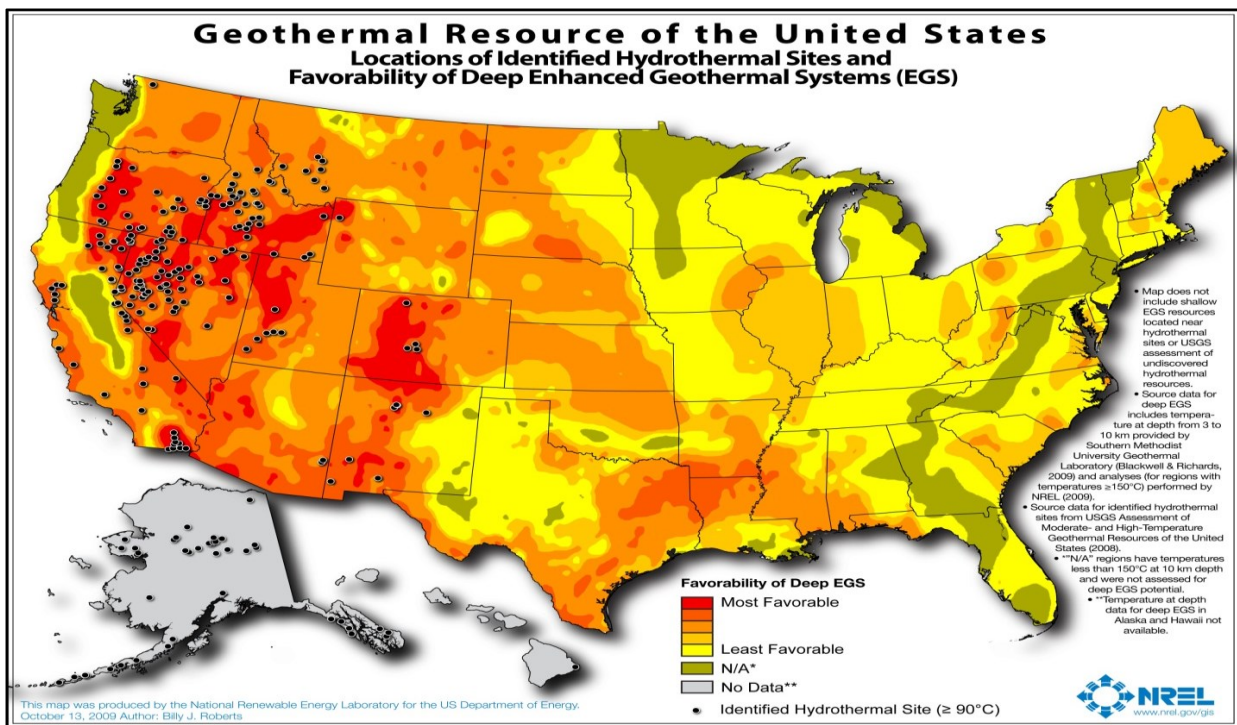 Geothermal Resource of the United States
Locations of Identified Hydrothermal Sites and
Favorability of Deep Enhanced Geothermal Systems (EGS)
• Map does not
include shallow
EGS resources
located near
hydrothermal
sites or USGS
assessment of
undiscovered
hydrothermal
resources.
• Source data for
deep EGS
includes tempera-
ture at depth from 3 to
10 km provided by
Southern Methodist
University Geothermal
Laboratory (Blackwell & Richards,
2009) and analyses (for regions with
temperatures ≥150°C) performed by
NREL (2009).
• Source data for identified hydrothermal
sites from USGS Assessment of
Moderate- and High-Temperature
Geothermal Resources of the United
States (2008).
• *"N/A" regions have temperatures
less than 150°C at 10 km depth
and were not assessed for
deep EGS potential.
• **Temperature at depth
data for deep EGS in
Alaska and Hawaii not
available.
Favorability of Deep EGS
Most Favorable
Least Favorable
N/A*
No Data**
Identified Hydrothermal Site (≥ 90°C)
This map was produced by the National Renewable Energy Laboratory for the US Department of Energy.
October 13, 2009 Author: Billy J. Roberts
NREL
www.nrel.gov/gis